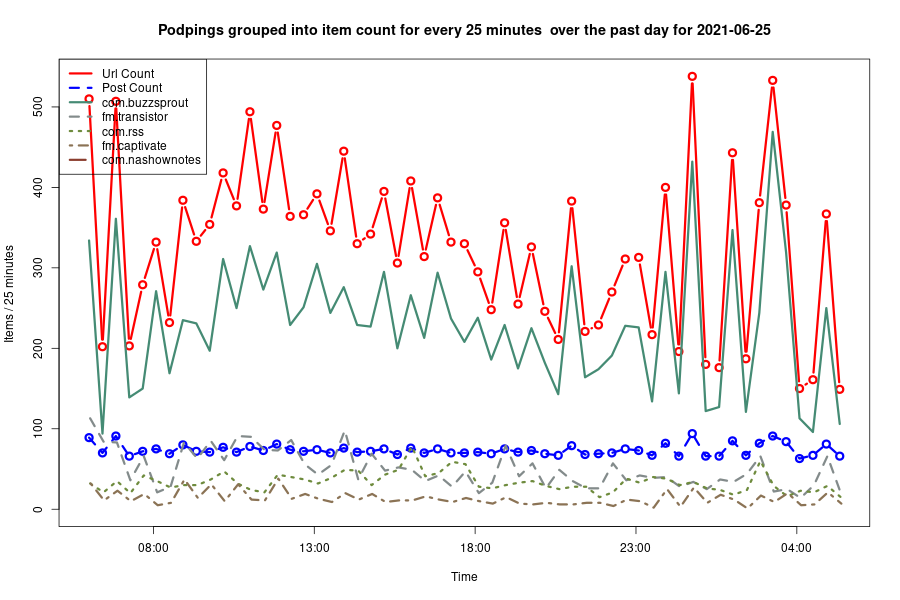 Podpings grouped into item count for every 25 minutes  over the past day for 2021-06-25
Url Count
Post Count
com.buzzsprout
fm.transistor
com.rss
fm.captivate
com.nashownotes
Items / 25 minutes
500
400
300
200
100
0
08:00 13:00 18:00 23:00 04:00
Time